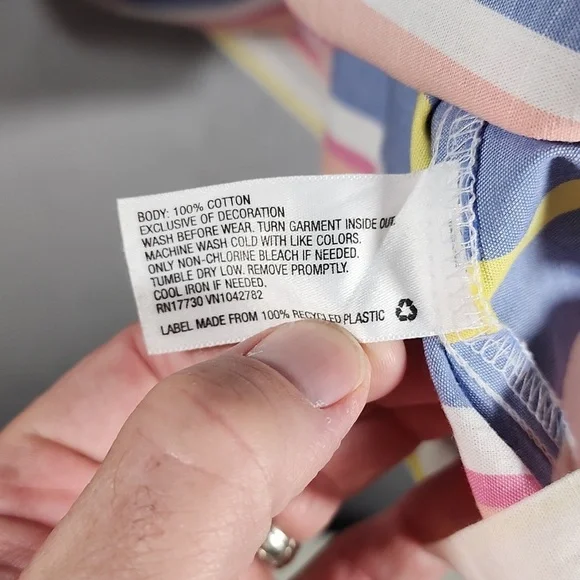 BODY: 100% COTTON
EXCLUSIVE OF DECORATION
WASH BEFORE WEAR. TURN GARMENT INSIDE OUT.
MACHINE WASH COLD WITH LIKE COLORS.
ONLY NON-CHLORINE BLEACH IF NEEDED.
TUMBLE DRY LOW. REMOVE PROMPTLY.
COOL IRON IF NEEDED.
RN17730 VN1042782
LABEL MADE FROM 100% RECYCLED PLASTIC